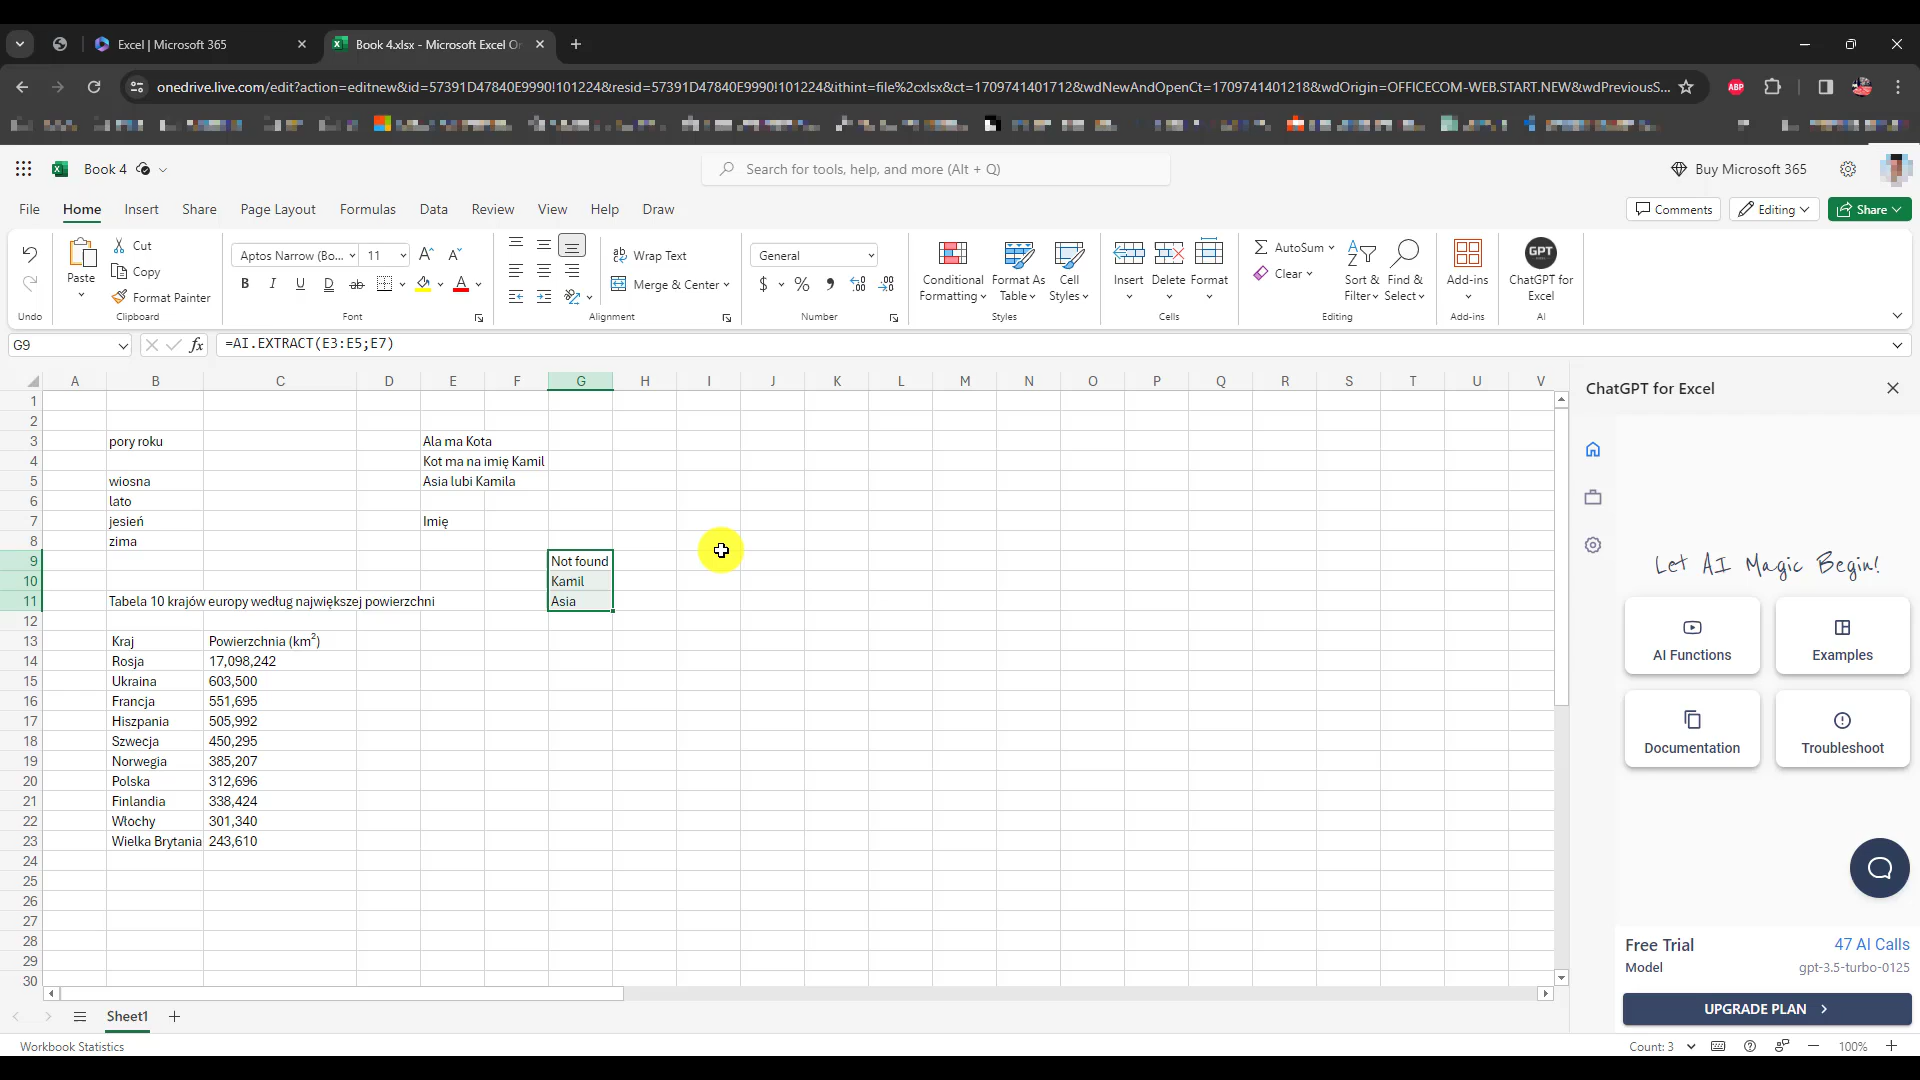 Excel | Microsoft 365
Book 4.xlsx - Microsoft Excel On
onedrive.live.com/edit?action=editnew&id=57391D47840E9990!101224&resid=57391D47840E9990!101224&ithint=file%2cxlsx&ct=1709741401712&wdNewAndOpenCt=1709741401218&wdOrigin=OFFICECOM-WEB.START.NEW&wdPreviousS...
ABP
Book 4
Search for tools, help, and more (Alt + Q)
Buy Microsoft 365
File Home Insert Share Page Layout Formulas Data Review View Help Draw
Comments Editing Share
Paste
Cut
Copy
Format Painter
Aptos Narrow (Bo... 11
B I U D ab A
Wrap Text
Merge & Center
General
$ %
Conditional Formatting
Format As Table
Cell Styles
Insert Delete Format
AutoSum
Clear
Sort & Filter
Find & Select
Add-ins
GPT
ChatGPT for Excel
Undo Clipboard Font Alignment Number Styles Cells Editing Add-ins AI
G9 fx =AI.EXTRACT(E3:E5;E7)
A B C D E F G H I J K L M N O P Q R S T U V
1
2
3 pory roku Ala ma Kota
4 Kot ma na imię Kamil
5 wiosna Asia lubi Kamila
6 lato
7 jesień Imię
8 zima
9 Not found
10 Kamil
11 Tabela 10 krajów europy według największej powierzchni Asia
12
13 Kraj Powierzchnia (km²)
14 Rosja 17,098,242
15 Ukraina 603,500
16 Francja 551,695
17 Hiszpania 505,992
18 Szwecja 450,295
19 Norwegia 385,207
20 Polska 312,696
21 Finlandia 338,424
22 Włochy 301,340
23 Wielka Brytania 243,610
24
25
26
27
28
29
30
ChatGPT for Excel
Let AI Magic Begin!
AI Functions
Examples
Documentation
Troubleshoot
Free Trial 47 AI Calls
Model gpt-3.5-turbo-0125
UPGRADE PLAN
Sheet1
Workbook Statistics
Count: 3
100%